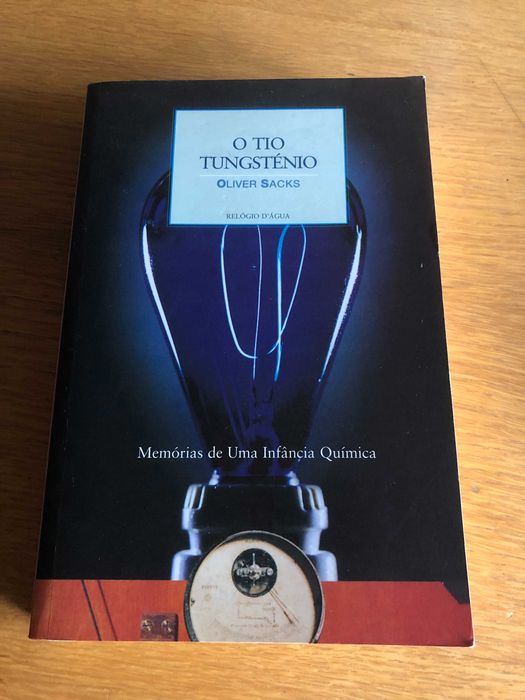 O TIO
TUNGSTÉNIO
OLIVER SACKS
RELÓGIO D'ÁGUA
Memórias de Uma Infância Química